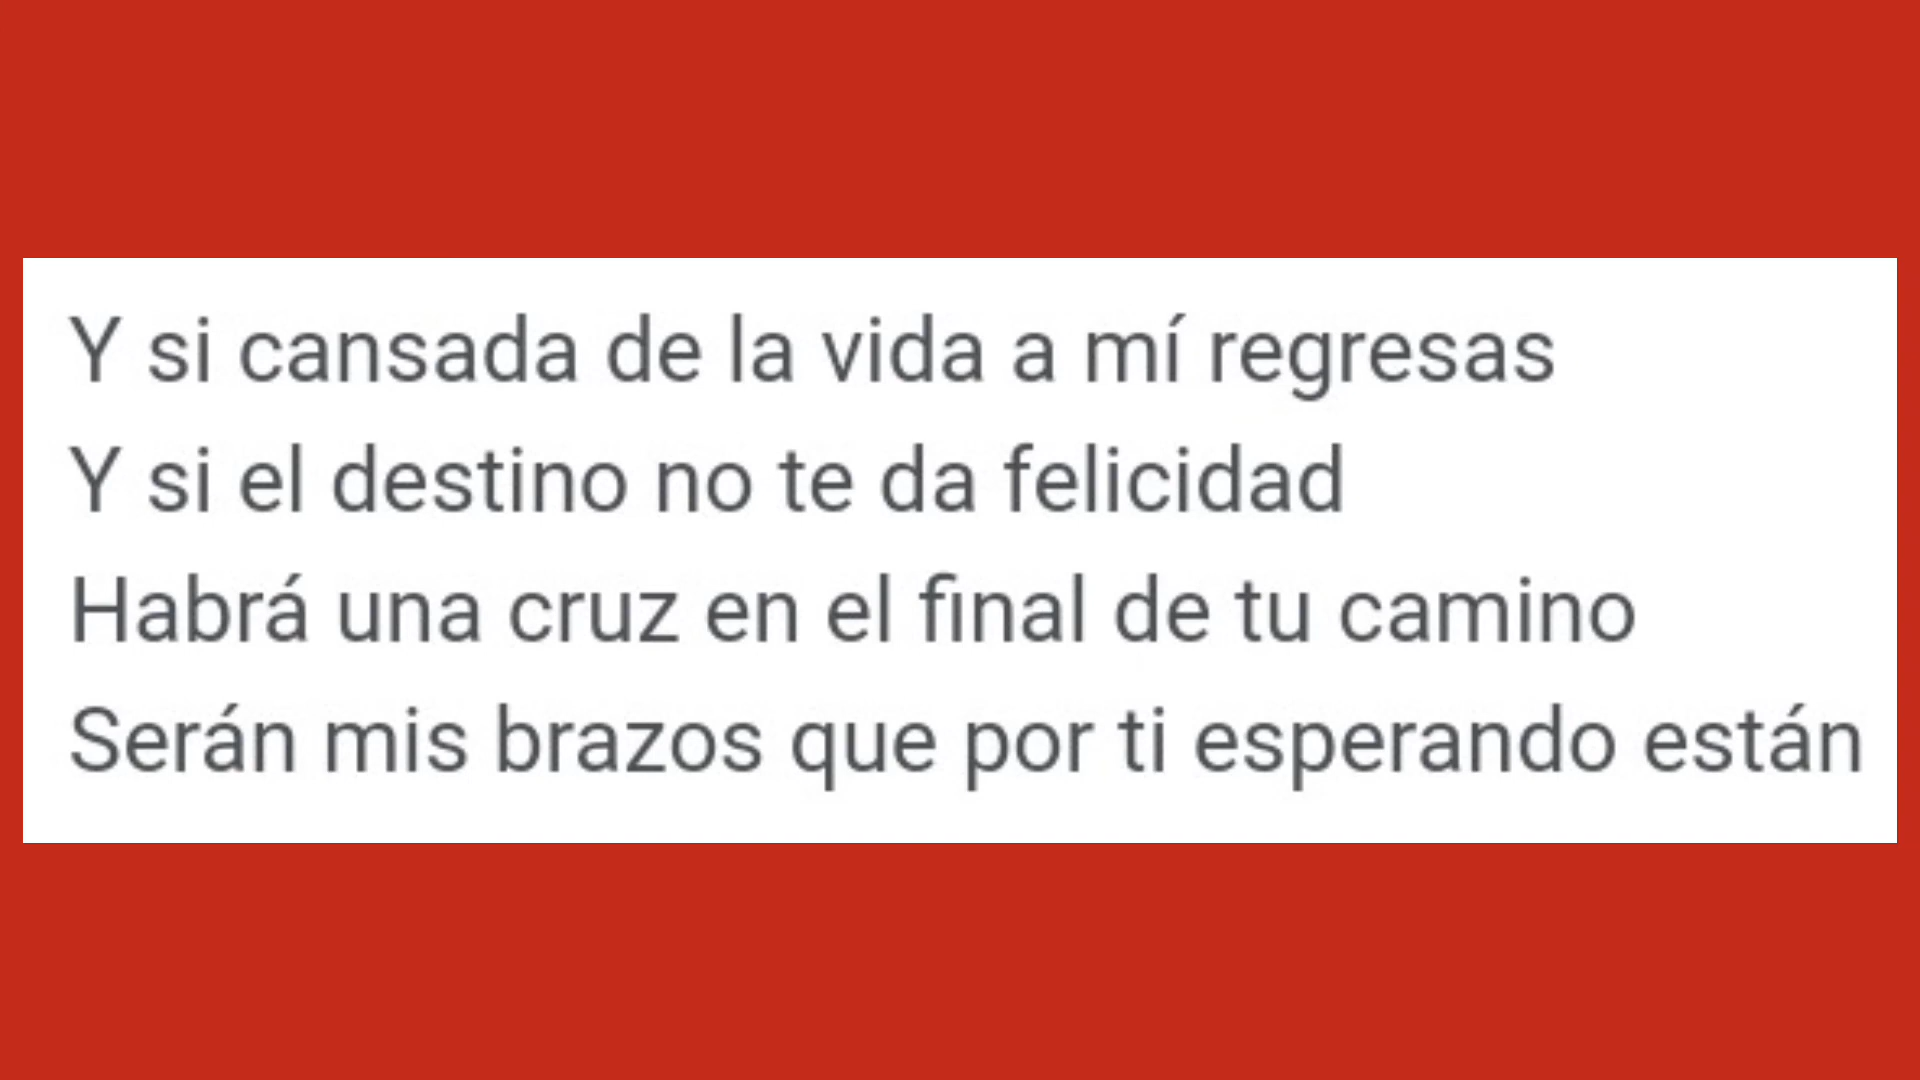 Y si cansada de la vida a mí regresas
Y si el destino no te da felicidad
Habrá una cruz en el final de tu camino
Serán mis brazos que por ti esperando están